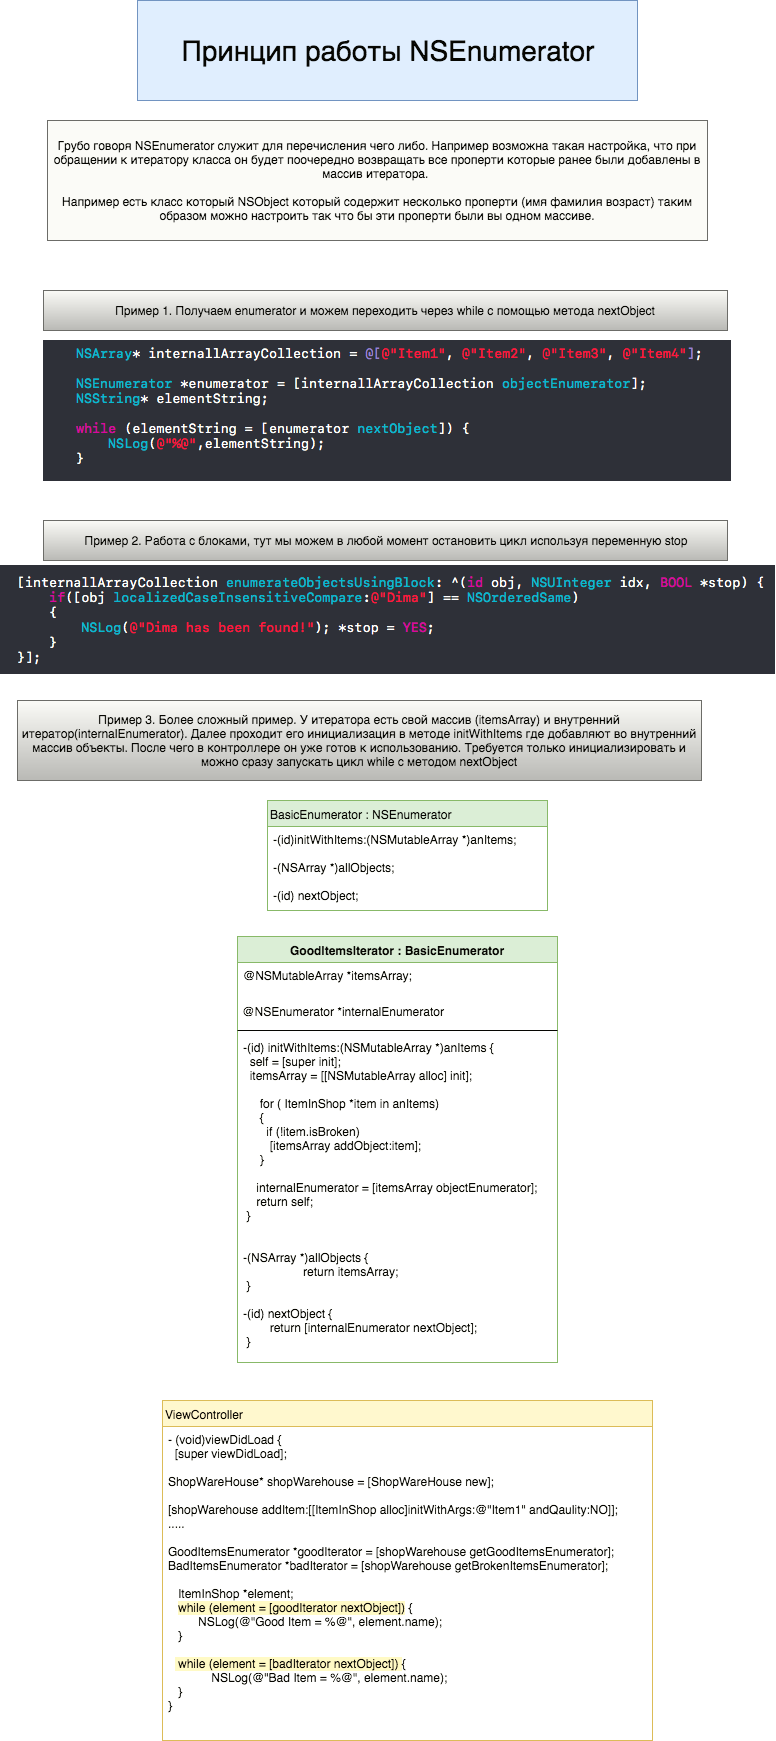 Принцип работы NSEnumerator
Грубо говоря NSEnumerator служит для перечисления чего либо. Например возможна такая настройка, что при
обращении к итератору класса он будет поочередно возвращать все проперти которые ранее были добавлены в
массив итератора.
Например есть класс который NSObject который содержит несколько проперти (имя фамилия возраст) таким
образом можно настроить так что бы эти проперти были вы одном массиве.
Пример 1. Получаем enumerator и можем переходить через while с помощью метода nextObject
NSArray* internallArrayCollection = @[@"Item1", @"Item2", @"Item3", @"Item4"];
NSEnumerator *enumerator = [internallArrayCollection objectEnumerator];
NSString* elementString;
while (elementString = [enumerator nextObject]) {
NSLog(@"%@",elementString);
}
Пример 2. Работа с блоками, тут мы можем в любой момент остановить цикл используя переменную stop
[internallArrayCollection enumerateObjectsUsingBlock: ^(id obj, NSUInteger idx, BOOL *stop) {
if([obj localizedCaseInsensitiveCompare:@"Dima"] == NSOrderedSame)
{
NSLog(@"Dima has been found!"); *stop = YES;
}
}];
Пример 3. Более сложный пример. У итератора есть свой массив (itemsArray) и внутренний
итератор(internalEnumerator). Далее проходит его инициализация в методе initWithItems где добавляют во внутренний
массив объекты. После чего в контроллере он уже готов к использованию. Требуется только инициализировать и
можно сразу запускать цикл while с методом nextObject
BasicEnumerator : NSEnumerator
-(id)initWithItems:(NSMutableArray *)anItems;
-(NSArray *)allObjects;
-(id) nextObject;
GoodItemsIterator : BasicEnumerator
@NSMutableArray *itemsArray;
@NSEnumerator *internalEnumerator
-(id) initWithItems:(NSMutableArray *)anItems {
self = [super init];
itemsArray = [[NSMutableArray alloc] init];
for ( ItemInShop *item in anItems)
{
if (!item.isBroken)
[itemsArray addObject:item];
}
internalEnumerator = [itemsArray objectEnumerator];
return self;
}
-(NSArray *)allObjects {
return itemsArray;
}
-(id) nextObject {
return [internalEnumerator nextObject];
}
ViewController
- (void)viewDidLoad {
[super viewDidLoad];
ShopWareHouse* shopWarehouse = [ShopWareHouse new];
[shopWarehouse addItem:[[ItemInShop alloc]initWithArgs:@"Item1" andQaulity:NO]];
.....
GoodItemsEnumerator *goodIterator = [shopWarehouse getGoodItemsEnumerator];
BadItemsEnumerator *badIterator = [shopWarehouse getBrokenItemsEnumerator];
ItemInShop *element;
while (element = [goodIterator nextObject]) {
NSLog(@"Good Item = %@", element.name);
}
while (element = [badIterator nextObject]) {
NSLog(@"Bad Item = %@", element.name);
}
}